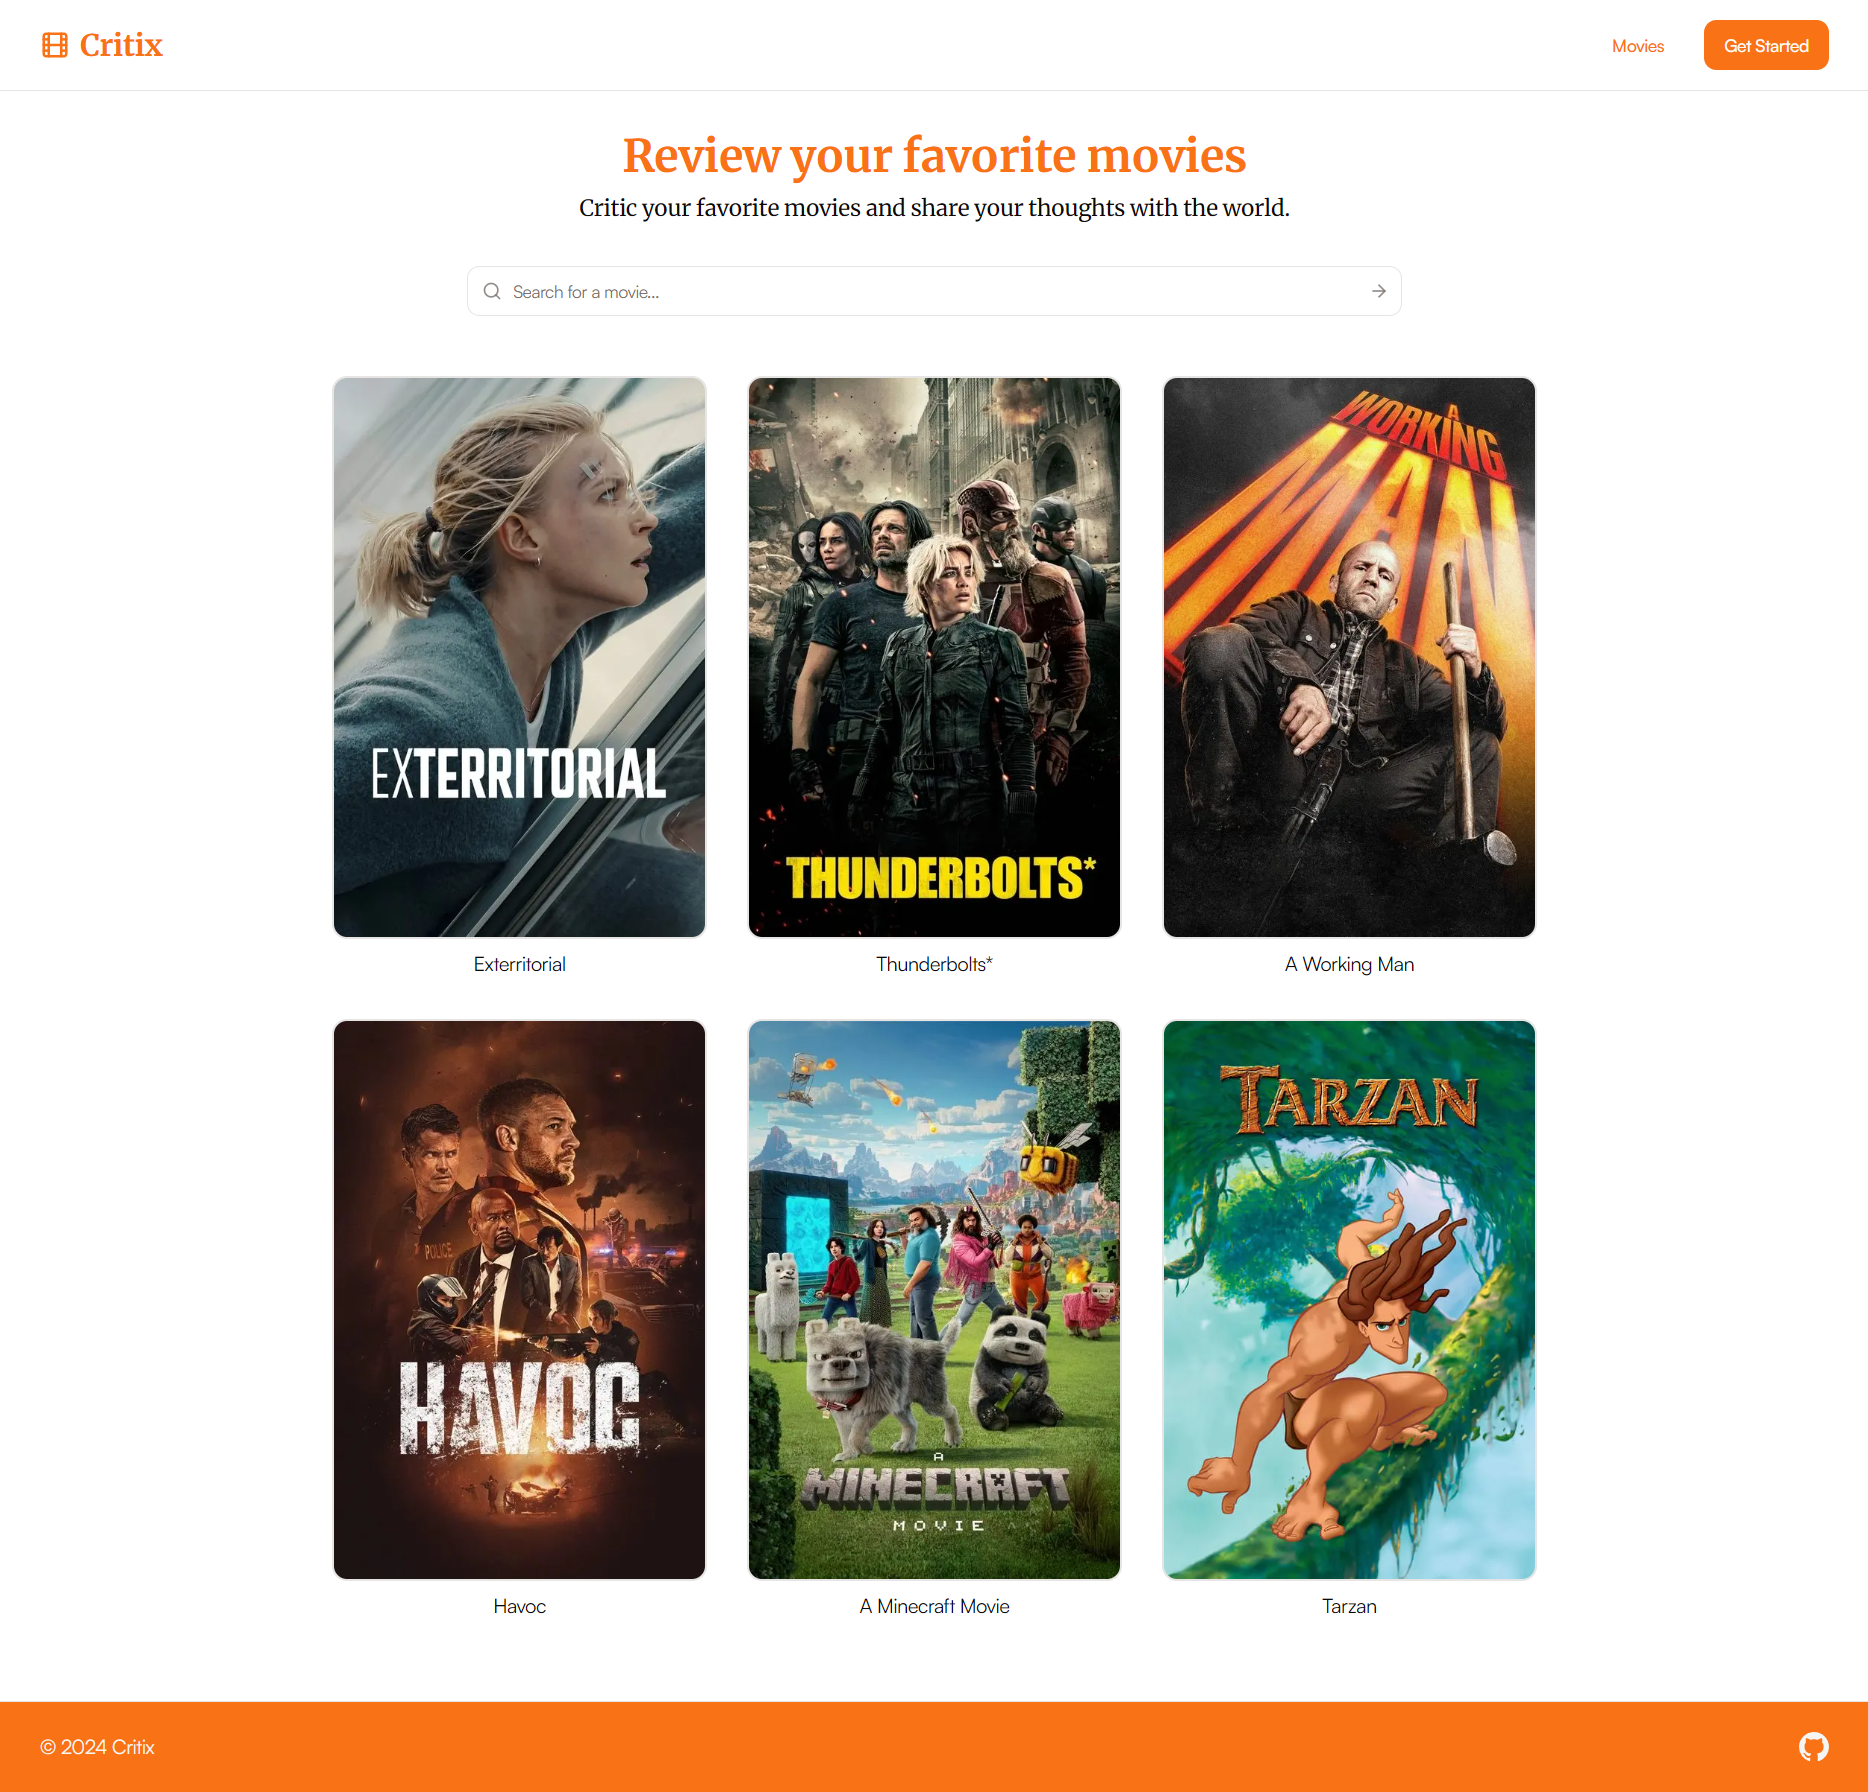 Critix
Movies
Get Started
Review your favorite movies
Critic your favorite movies and share your thoughts with the world.
Search for a movie...
EXTERRITORIAL
THUNDERBOLTS*
A
WORKING
MAN
Exterritorial
Thunderbolts*
A Working Man
POLICE
HAVOC
A
MINECRAFT
MOVIE
TARZAN
Havoc
A Minecraft Movie
Tarzan
© 2024 Critix